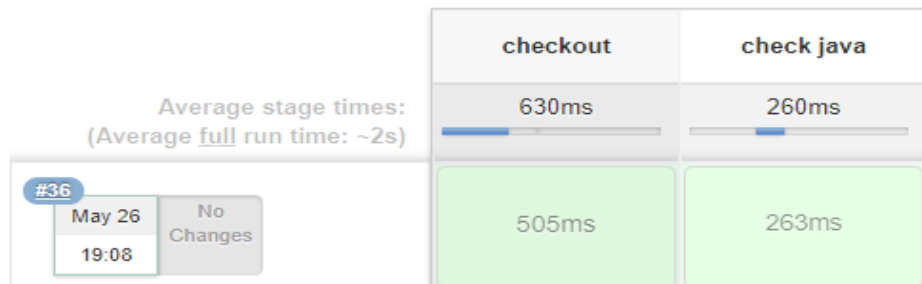 checkout
check java
Average stage times:
(Average full run time: ~2s)
630ms
260ms
#36
May 26
19:08
No
Changes
505ms
263ms